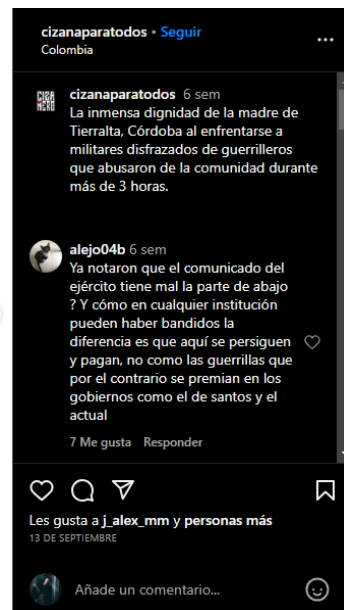 cizanaparatodos • Seguir
Colombia
CIZA
ÑERO
cizanaparatodos 6 sem
La inmensa dignidad de la madre de
Tierralta, Córdoba al enfrentarse a
militares disfrazados de guerrilleros
que abusaron de la comunidad durante
más de 3 horas.
alejo04b 6 sem
Ya notaron que el comunicado del
ejército tiene mal la parte de abajo
? Y cómo en cualquier institución
pueden haber bandidos la
diferencia es que aquí se persiguen
y pagan, no como las guerrillas que
por el contrario se premian en los
gobiernos como el de santos y el
actual
7 Me gusta Responder
Les gusta a j_alex_mm y personas más
13 DE SEPTIEMBRE
Añade un comentario...